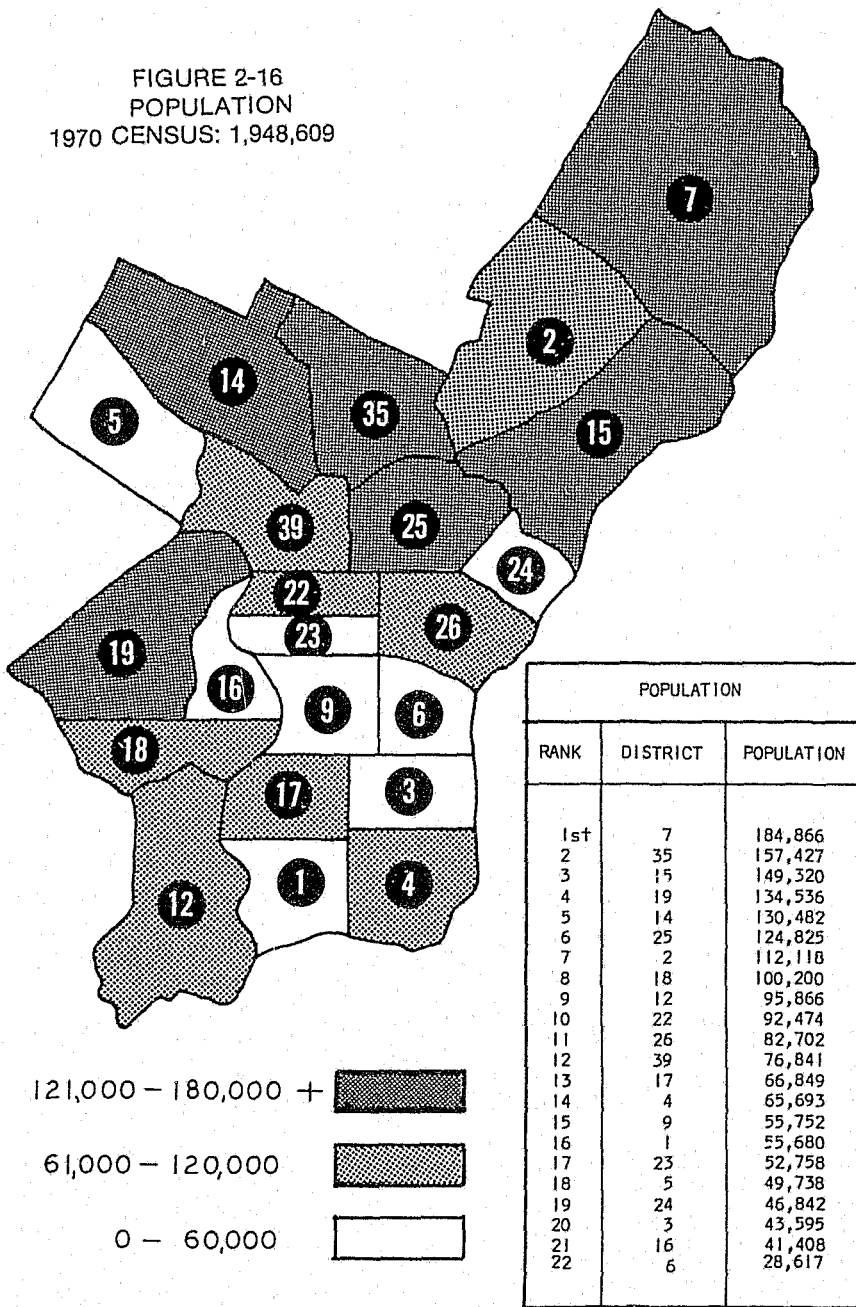 FIGURE 2-16
POPULATION
1970 CENSUS: 1,948,609
7
2
14
35
5
15
39
25
24
22
23
26
19
16
9
6
18
17
3
12
1
4
121,000 – 180,000 +
61,000 – 120,000
0 – 60,000
POPULATION
RANK DISTRICT POPULATION
1st 7 184,866
2 35 157,427
3 15 149,320
4 19 134,536
5 14 130,482
6 25 124,825
7 2 112,118
8 18 100,200
9 12 95,866
10 22 92,474
11 26 82,702
12 39 76,841
13 17 66,849
14 4 65,693
15 9 55,752
16 1 55,680
17 23 52,758
18 5 49,738
19 24 46,842
20 3 43,595
21 16 41,408
22 6 28,617